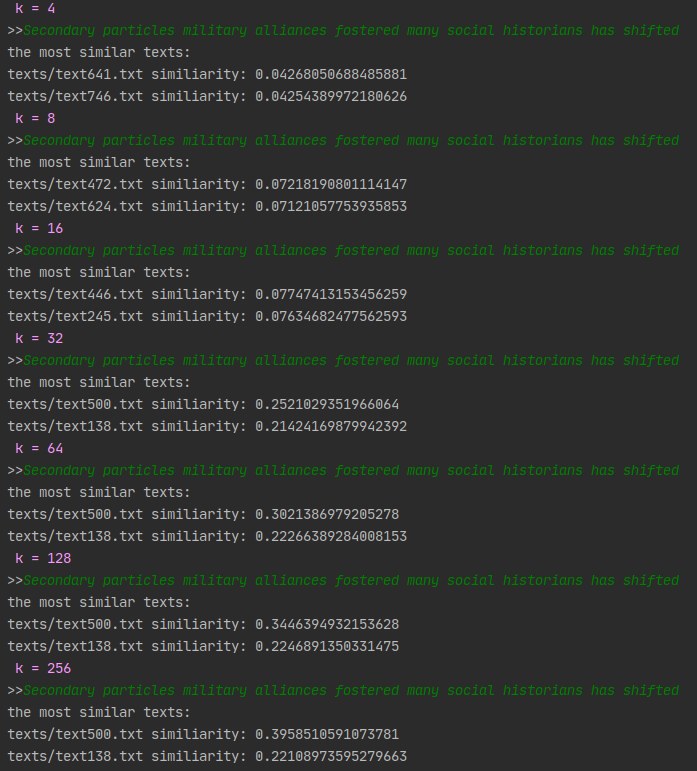 k = 4
>>Secondary particles military alliances fostered many social historians has shifted
the most similar texts:
texts/text641.txt similiarity: 0.04268050688485881
texts/text746.txt similiarity: 0.04254389972180626
k = 8
>>Secondary particles military alliances fostered many social historians has shifted
the most similar texts:
texts/text472.txt similiarity: 0.07218190801114147
texts/text624.txt similiarity: 0.07121057753935853
k = 16
>>Secondary particles military alliances fostered many social historians has shifted
the most similar texts:
texts/text446.txt similiarity: 0.07747413153456259
texts/text245.txt similiarity: 0.07634682477562593
k = 32
>>Secondary particles military alliances fostered many social historians has shifted
the most similar texts:
texts/text500.txt similiarity: 0.2521029351966064
texts/text138.txt similiarity: 0.21424169879942392
k = 64
>>Secondary particles military alliances fostered many social historians has shifted
the most similar texts:
texts/text500.txt similiarity: 0.3021386979205278
texts/text138.txt similiarity: 0.22266389284008153
k = 128
>>Secondary particles military alliances fostered many social historians has shifted
the most similar texts:
texts/text500.txt similiarity: 0.3446394932153628
texts/text138.txt similiarity: 0.2246891350331475
k = 256
>>Secondary particles military alliances fostered many social historians has shifted
the most similar texts:
texts/text500.txt similiarity: 0.3958510591073781
texts/text138.txt similiarity: 0.22108973595279663